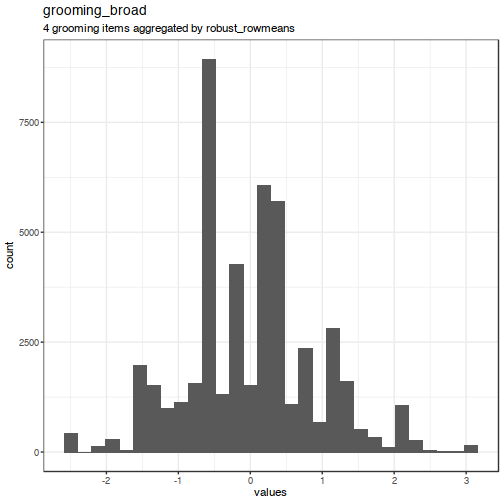 grooming_broad
4 grooming items aggregated by robust_rowmeans
7500
5000
2500
0
count
-2 -1 0 1 2 3
values